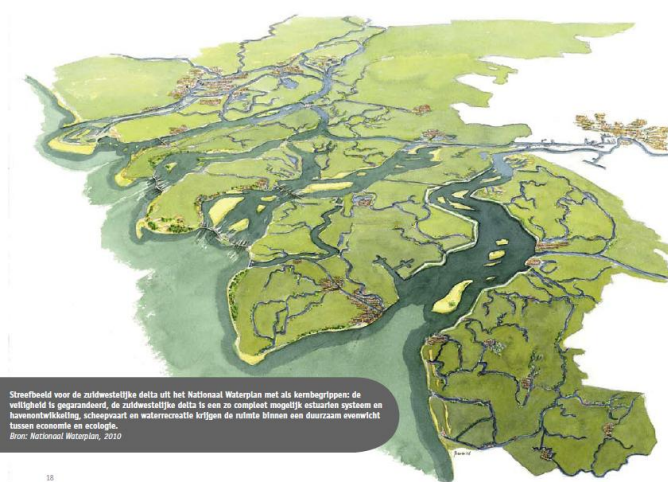 Streefbeeld voor de zuidwestelijke delta uit het Nationaal Waterplan met als kernbegrippen: de
veiligheid is gegarandeerd, de zuidwestelijke delta is een zo compleet mogelijk estuarien systeem en
havenontwikkeling, scheepvaart en waterrecreatie krijgen de ruimte binnen een duurzaam evenwicht
tussen economie en ecologie.
Bron: Nationaal Waterplan, 2010
18